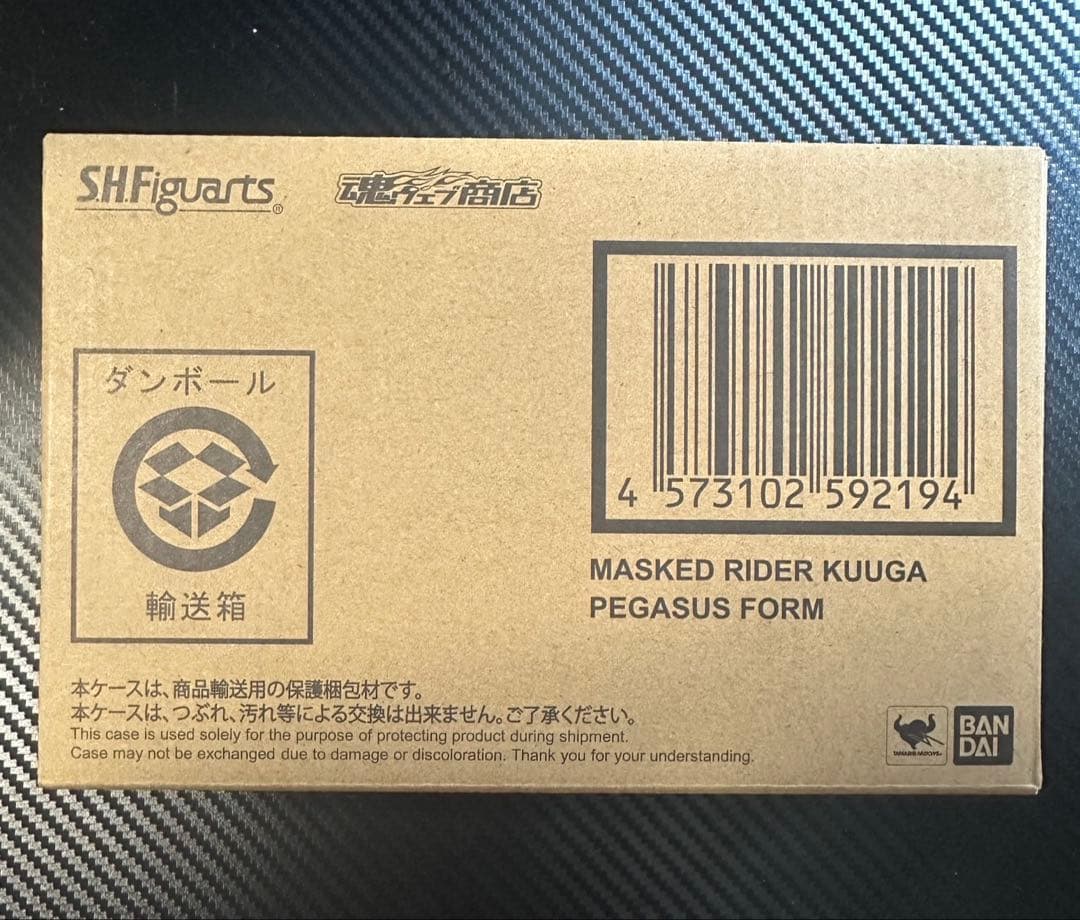 S.H.Figuarts®
魂ウェブ商店
ダンボール
輸送箱
4 573102 592194
MASKED RIDER KUUGA
PEGASUS FORM
本ケースは、商品輸送用の保護梱包材です。
本ケースは、つぶれ、汚れ等による交換は出来ません。ご了承ください。
This case is used solely for the purpose of protecting product during shipment.
Case may not be exchanged due to damage or discoloration. Thank you for your understanding.
TAMASHII NATIONS
BAN
DAI